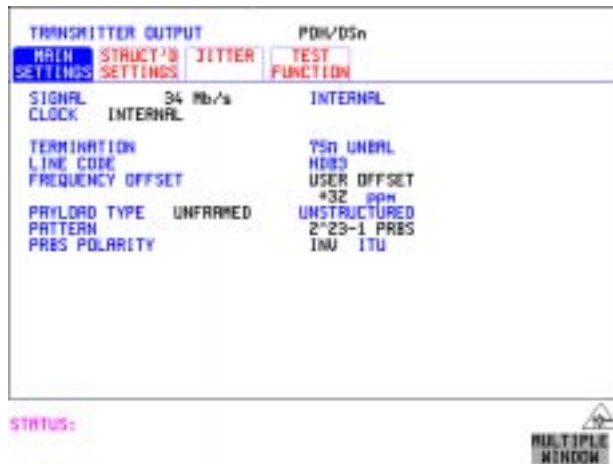 TRANSMITTER OUTPUT PDH/DSn
MAIN SETTINGS STRUCT'D SETTINGS JITTER TEST FUNCTION
SIGNAL 34 Mb/s INTERNAL
CLOCK INTERNAL
TERMINATION 75Ω UNBAL
LINE CODE HDB3
FREQUENCY OFFSET USER OFFSET
+32 ppm
PAYLOAD TYPE UNFRAMED UNSTRUCTURED
PATTERN 2^23-1 PRBS
PRBS POLARITY INV ITU
STATUS:
MULTIPLE
WINDOW